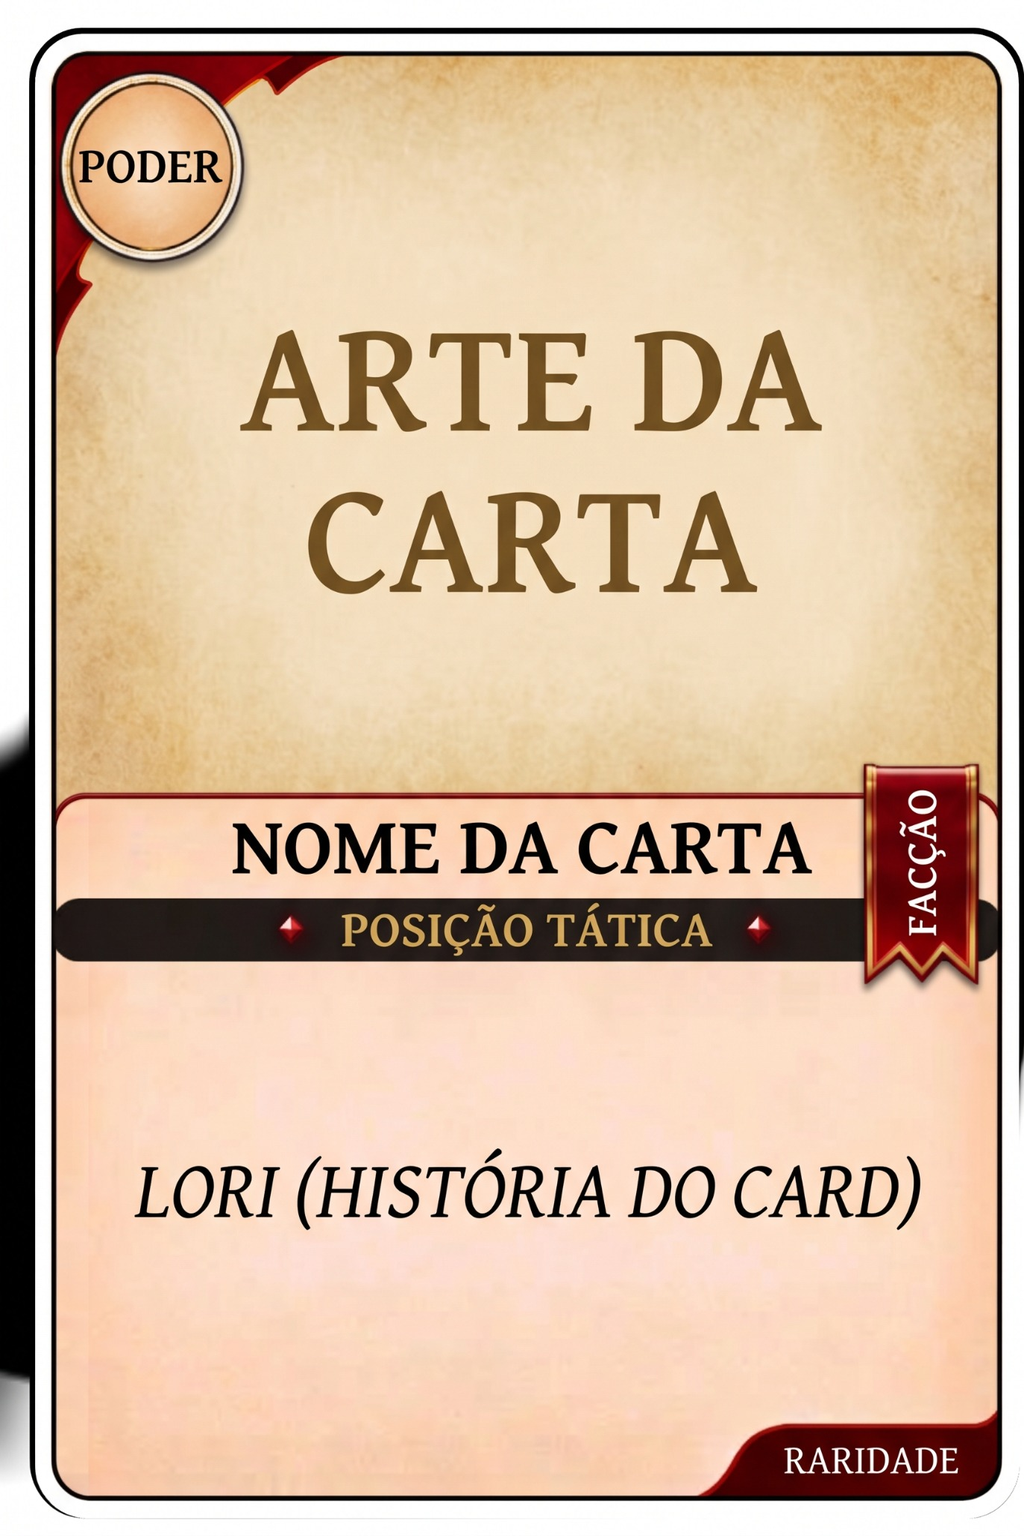 PODER
ARTE DA
CARTA
NOME DA CARTA
FACÇÃO
POSIÇÃO TÁTICA
LORI (HISTÓRIA DO CARD)
RARIDADE